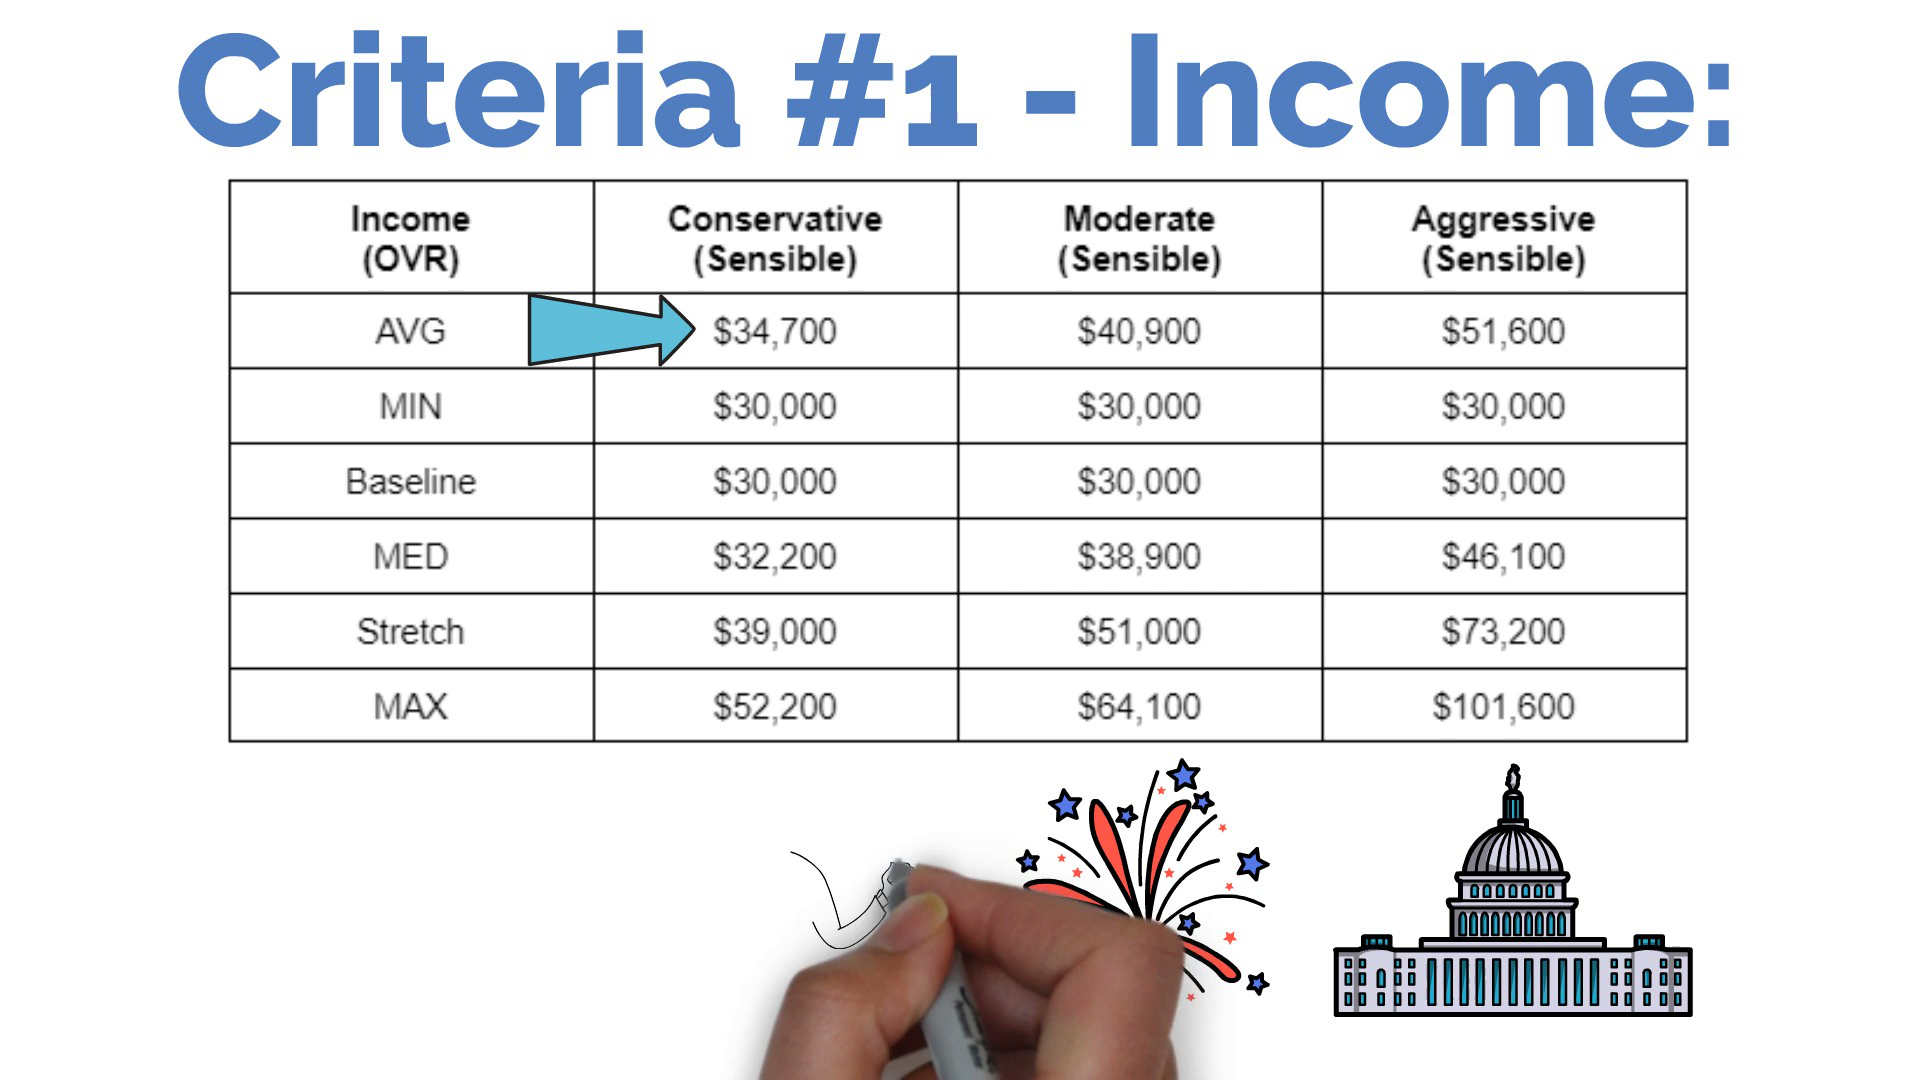 Criteria #1 - Income:
Income (OVR) Conservative (Sensible) Moderate (Sensible) Aggressive (Sensible)
AVG $34,700 $40,900 $51,600
MIN $30,000 $30,000 $30,000
Baseline $30,000 $30,000 $30,000
MED $32,200 $38,900 $46,100
Stretch $39,000 $51,000 $73,200
MAX $52,200 $64,100 $101,600